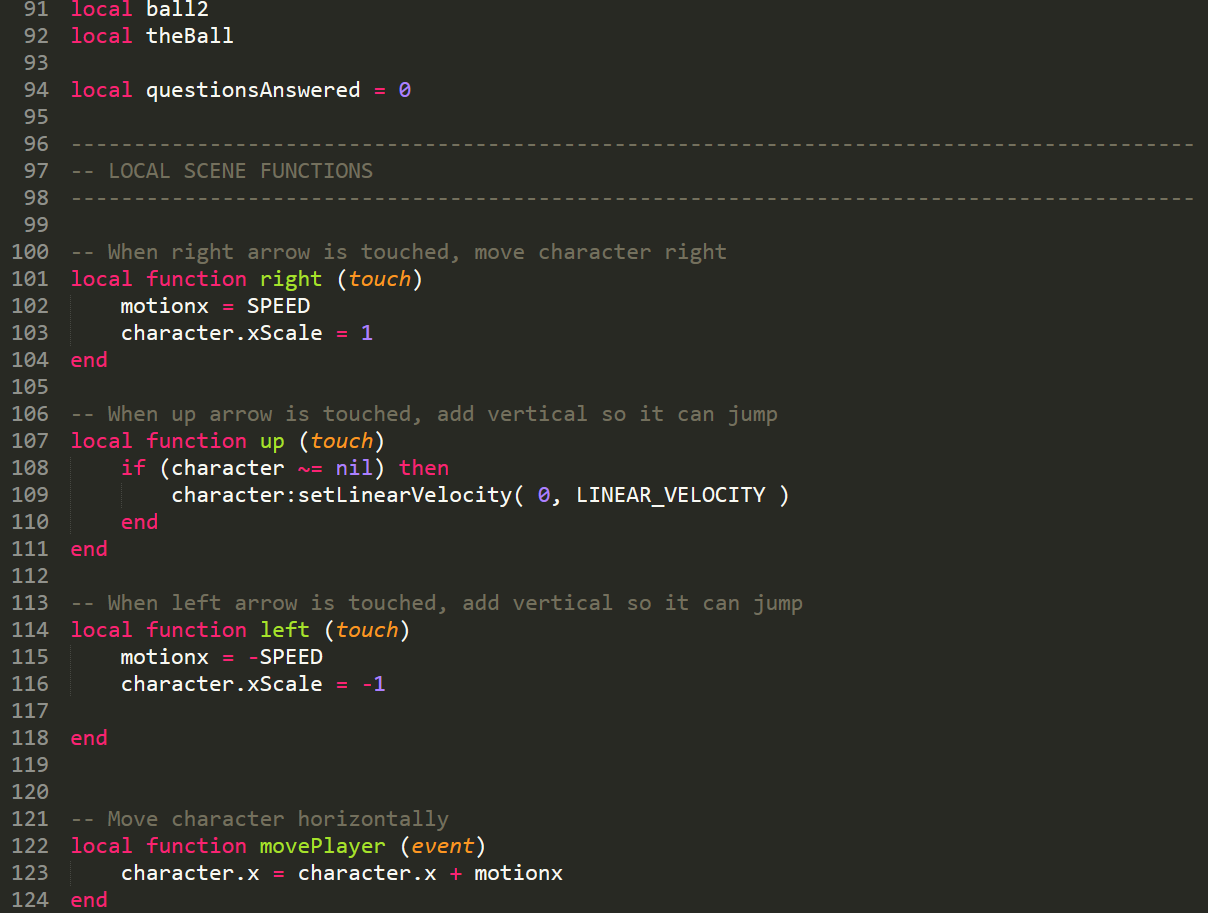 91 local ball2
92 local theBall
93
94 local questionsAnswered = 0
95
96 -----------------------------------------------------------------------------------------
97 -- LOCAL SCENE FUNCTIONS
98 -----------------------------------------------------------------------------------------
99
100 -- When right arrow is touched, move character right
101 local function right (touch)
102     motionx = SPEED
103     character.xScale = 1
104 end
105
106 -- When up arrow is touched, add vertical so it can jump
107 local function up (touch)
108     if (character ~= nil) then
109         character:setLinearVelocity( 0, LINEAR_VELOCITY )
110     end
111 end
112
113 -- When left arrow is touched, add vertical so it can jump
114 local function left (touch)
115     motionx = -SPEED
116     character.xScale = -1
117
118 end
119
120
121 -- Move character horizontally
122 local function movePlayer (event)
123     character.x = character.x + motionx
124 end